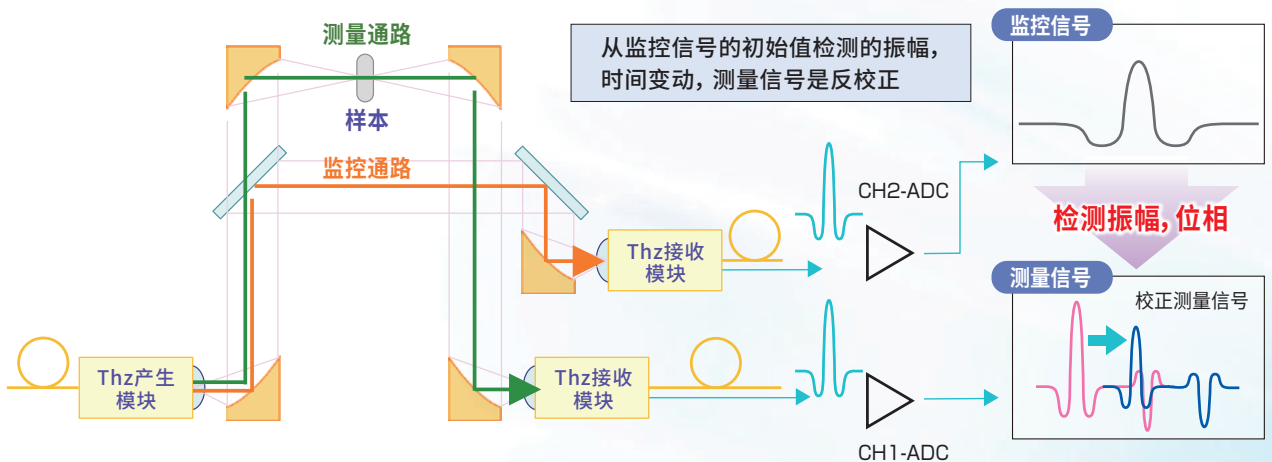 测量通路
样本
监控通路
从监控信号的初始值检测的振幅，
时间变动，测量信号是反校正
监控信号
CH2-ADC
检测振幅，位相
Thz接收
模块
测量信号
校正测量信号
Thz产生
模块
Thz接收
模块
CH1-ADC